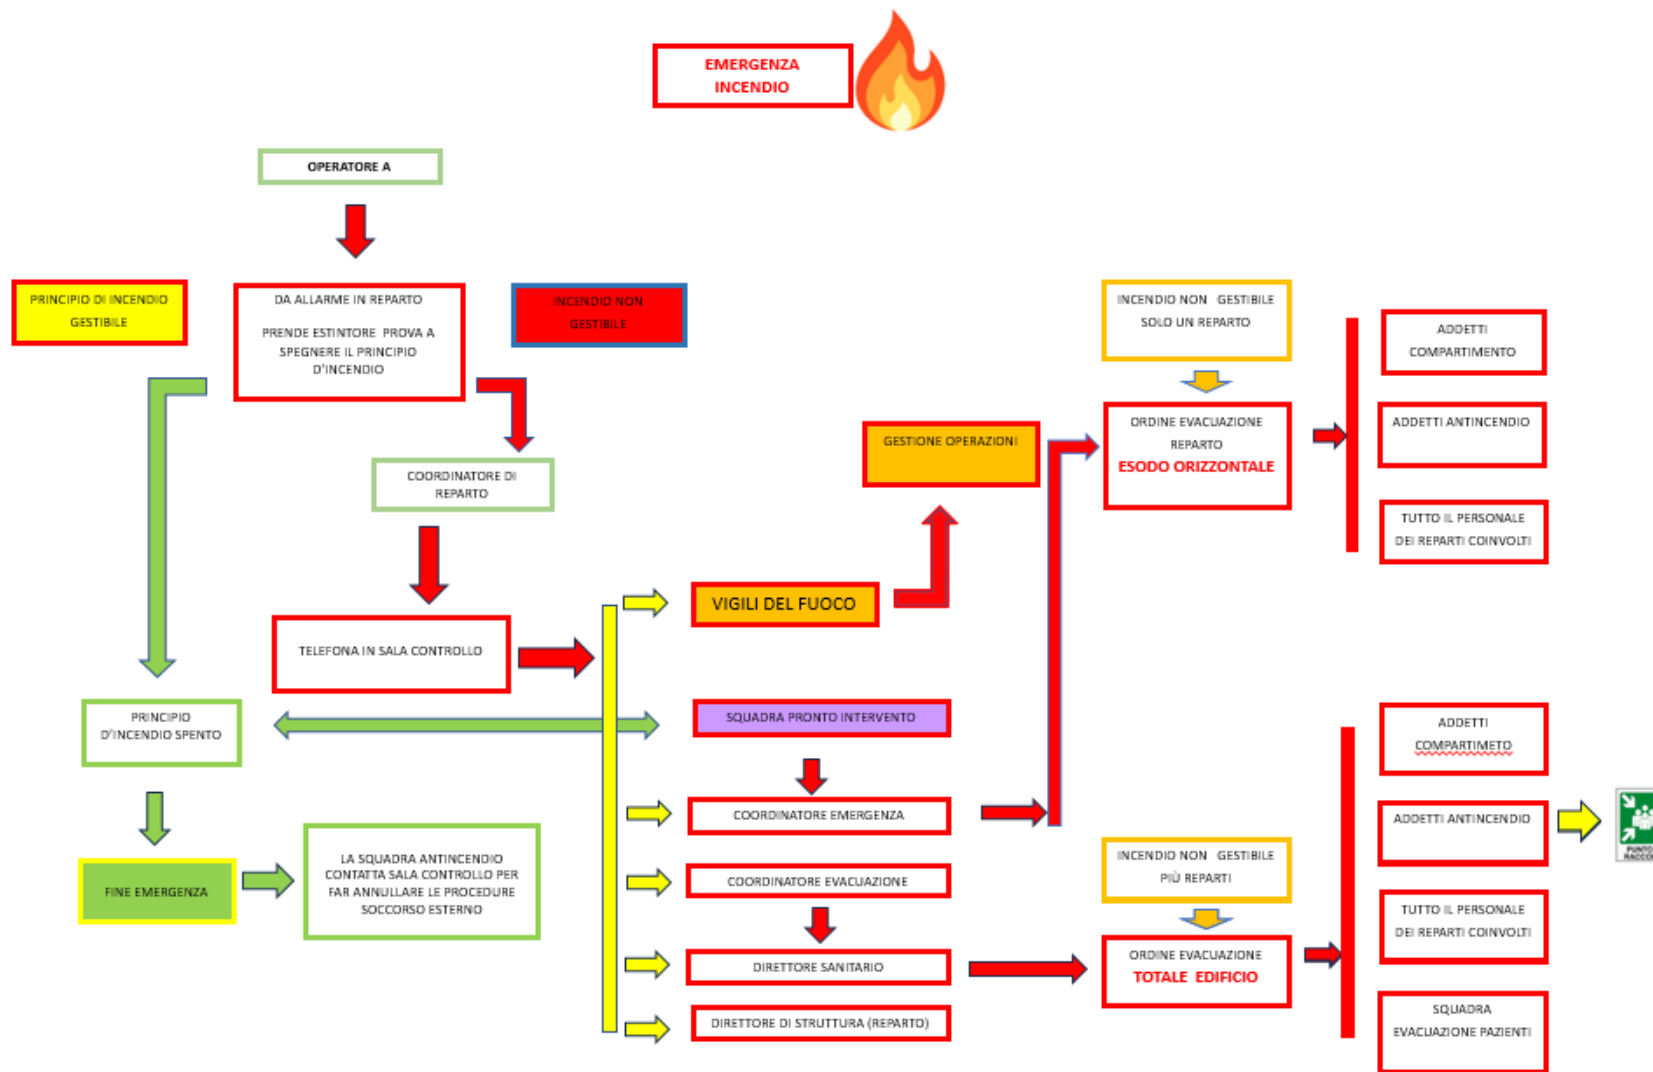 EMERGENZA
INCENDIO
OPERATORE A
PRINCIPIO DI INCENDIO
GESTIBILE
DA ALLARME IN REPARTO
PRENDE ESTINTORE PROVA A
SPEGNERE IL PRINCIPIO
D'INCENDIO
INCENDIO NON
GESTIBILE
COORDINATORE DI
REPARTO
TELEFONA IN SALA CONTROLLO
PRINCIPIO
D'INCENDIO SPENTO
FINE EMERGENZA
LA SQUADRA ANTINCENDIO
CONTATTA SALA CONTROLLO PER
FAR ANNULLARE LE PROCEDURE
SOCCORSO ESTERNO
GESTIONE OPERAZIONI
VIGILI DEL FUOCO
SQUADRA PRONTO INTERVENTO
COORDINATORE EMERGENZA
COORDINATORE EVACUAZIONE
DIRETTORE SANITARIO
DIRETTORE DI STRUTTURA (REPARTO)
INCENDIO NON GESTIBILE
SOLO UN REPARTO
ORDINE EVACUAZIONE
REPARTO
ESODO ORIZZONTALE
ADDETTI
COMPARTIMENTO
ADDETTI ANTINCENDIO
TUTTO IL PERSONALE
DEI REPARTI COINVOLTI
INCENDIO NON GESTIBILE
PIÙ REPARTI
ORDINE EVACUAZIONE
TOTALE EDIFICIO
ADDETTI
COMPARTIMETO
ADDETTI ANTINCENDIO
TUTTO IL PERSONALE
DEI REPARTI COINVOLTI
SQUADRA
EVACUAZIONE PAZIENTI
PUNTO